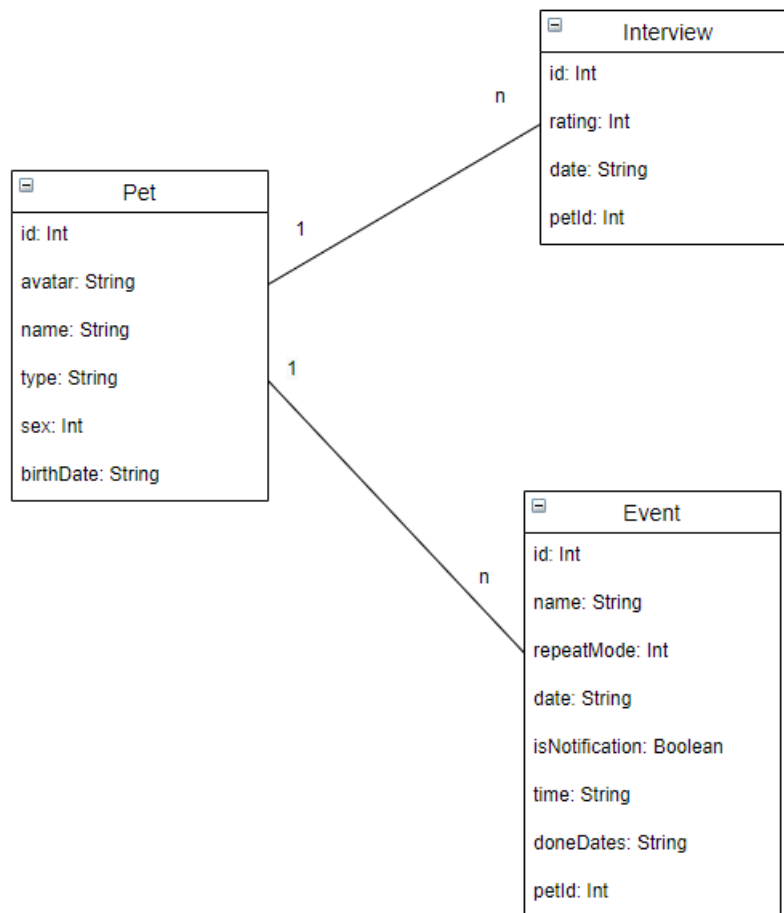 Interview
id: Int
rating: Int
date: String
petId: Int
n
1
Pet
id: Int
avatar: String
name: String
type: String
sex: Int
birthDate: String
1
n
Event
id: Int
name: String
repeatMode: Int
date: String
isNotification: Boolean
time: String
doneDates: String
petId: Int